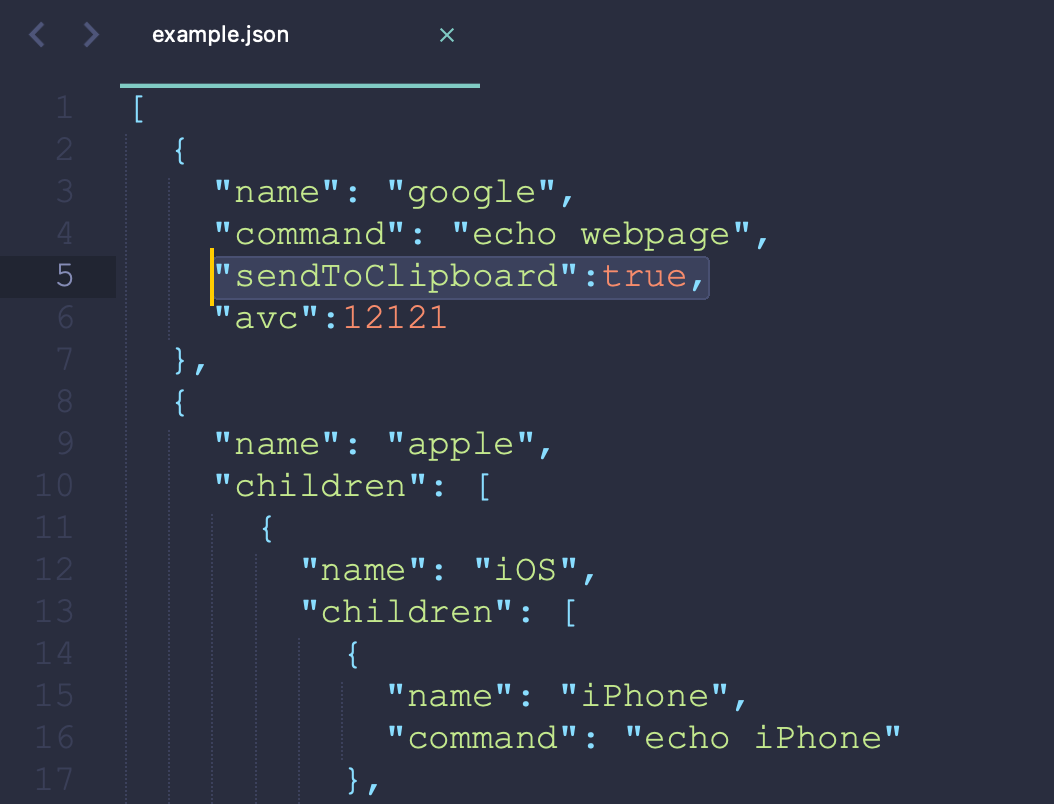 example.json
1 [
2 {
3 "name": "google",
4 "command": "echo webpage",
5 "sendToClipboard":true,
6 "avc":12121
7 },
8 {
9 "name": "apple",
10 "children": [
11 {
12 "name": "iOS",
13 "children": [
14 {
15 "name": "iPhone",
16 "command": "echo iPhone"
17 },